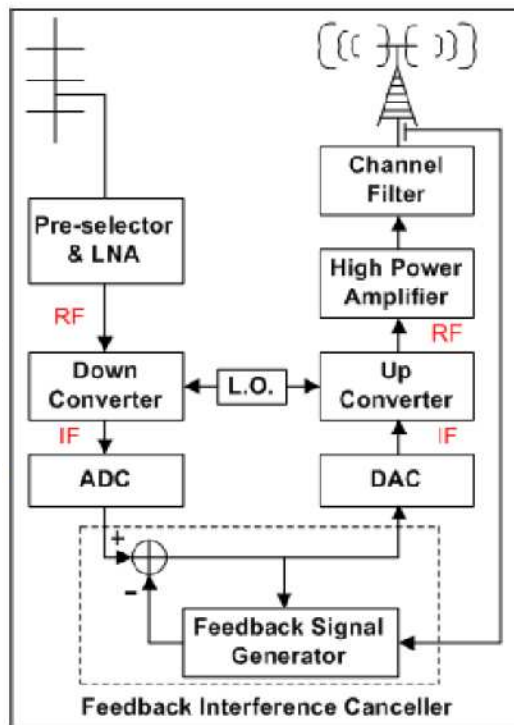 Channel
Filter
Pre-selector
& LNA
High Power
Amplifier
RF
RF
Down
Converter
L.O.
Up
Converter
IF
IF
ADC
DAC
+
-
Feedback Signal
Generator
Feedback Interference Canceller